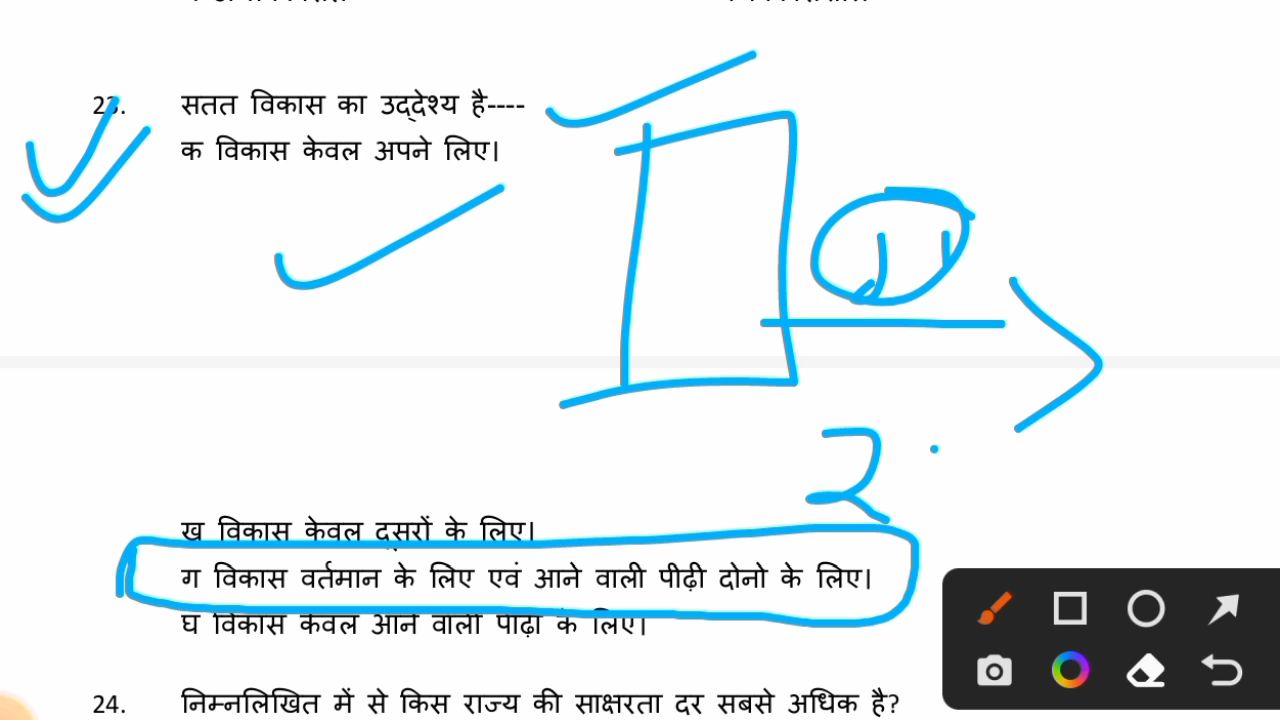 23. सतत विकास का उद्देश्य है----
क विकास केवल अपने लिए।
2
ख विकास केवल दूसरों के लिए।
ग विकास वर्तमान के लिए एवं आने वाली पीढ़ी दोनो के लिए।
घ विकास केवल आने वाली पीढ़ी के लिए।
24. निम्नलिखित में से किस राज्य की साक्षरता दर सबसे अधिक है?